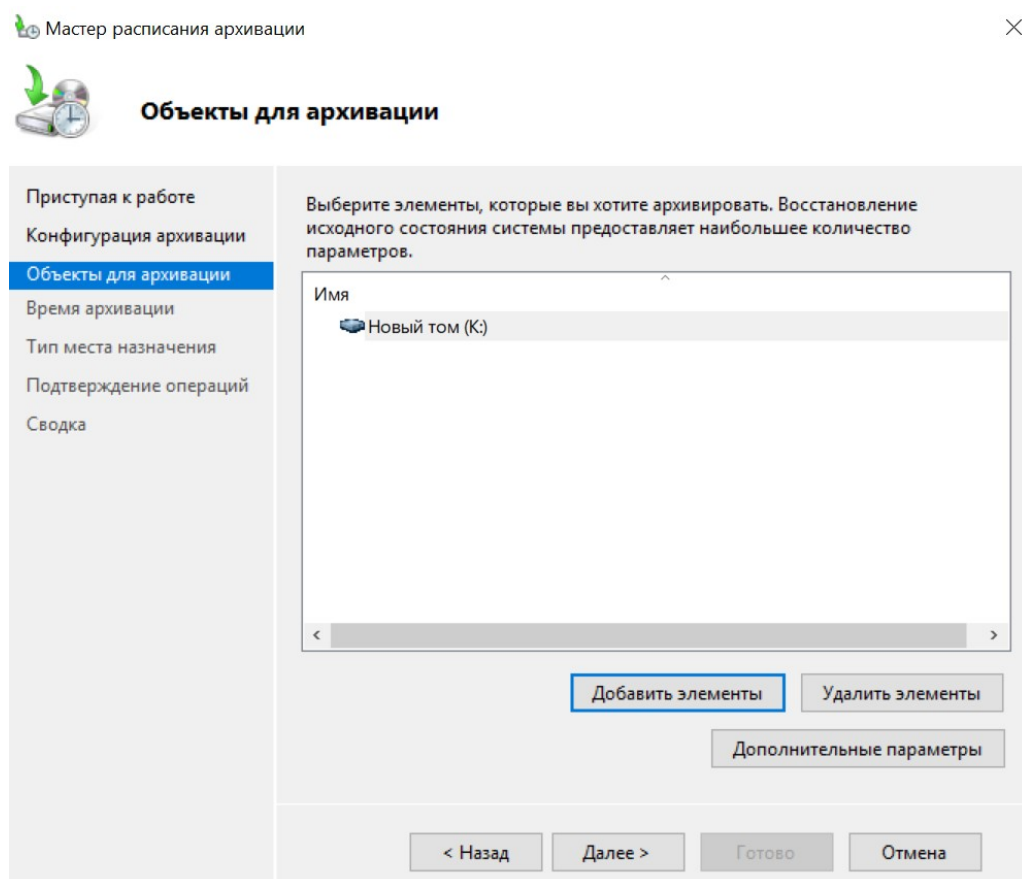 Мастер расписания архивации
Объекты для архивации
Приступая к работе
Конфигурация архивации
Объекты для архивации
Время архивации
Тип места назначения
Подтверждение операций
Сводка
Выберите элементы, которые вы хотите архивировать. Восстановление
исходного состояния системы предоставляет наибольшее количество
параметров.
Имя
Новый том (K:)
Добавить элементы
Удалить элементы
Дополнительные параметры
< Назад
Далее >
Готово
Отмена